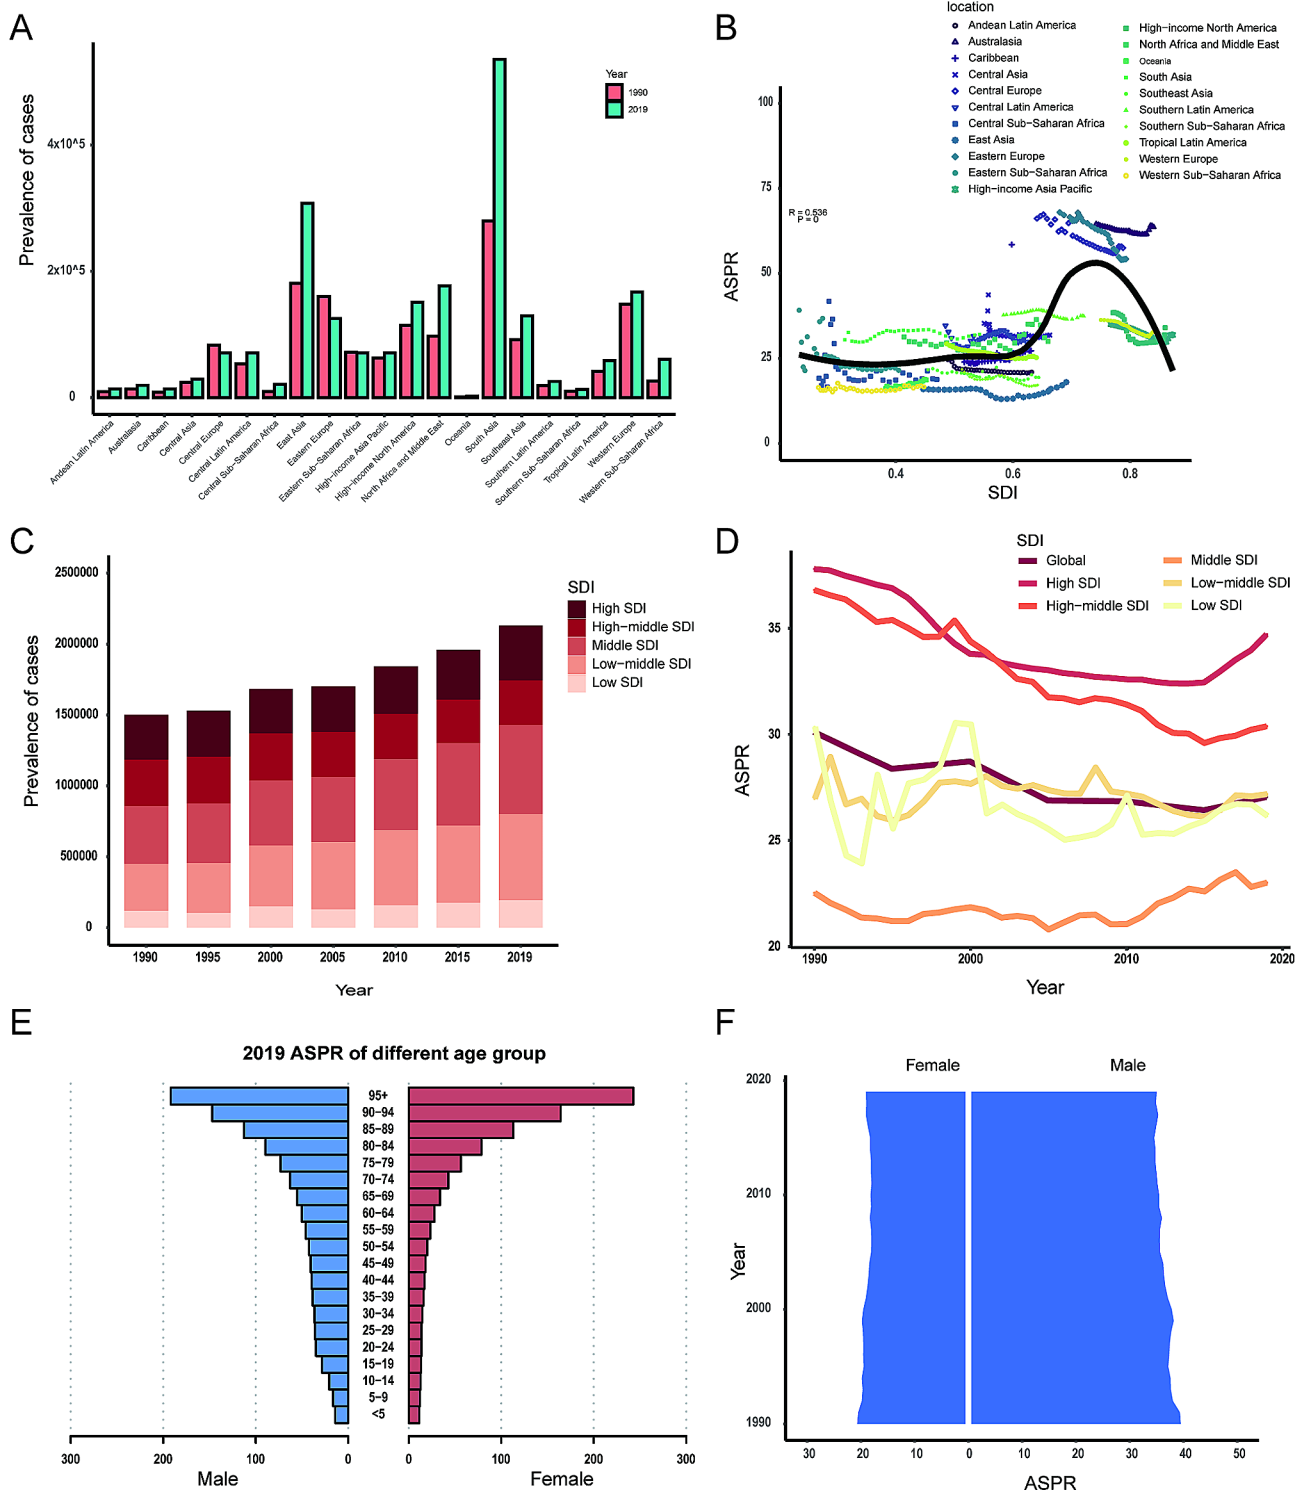 A
Prevalence of cases
4x10^5
2x10^5
0
Year
1990
2019
Andean Latin America
Australasia
Caribbean
Central Asia
Central Europe
Central Latin America
Central Sub−Saharan Africa
East Asia
Eastern Europe
Eastern Sub−Saharan Africa
High−income Asia Pacific
High−income North America
North Africa and Middle East
Oceania
South Asia
Southeast Asia
Southern Latin America
Southern Sub−Saharan Africa
Tropical Latin America
Western Europe
Western Sub−Saharan Africa
B
location
Andean Latin America
Australasia
Caribbean
Central Asia
Central Europe
Central Latin America
Central Sub−Saharan Africa
East Asia
Eastern Europe
Eastern Sub−Saharan Africa
High−income Asia Pacific
High−income North America
North Africa and Middle East
Oceania
South Asia
Southeast Asia
Southern Latin America
Southern Sub−Saharan Africa
Tropical Latin America
Western Europe
Western Sub−Saharan Africa
ASPR
100
75
50
25
0
R = 0.536
P = 0
0.4
0.6
0.8
SDI
C
Prevalence of cases
2500000
2000000
1500000
1000000
500000
0
1990
1995
2000
2005
2010
2015
2019
Year
SDI
High SDI
High−middle SDI
Middle SDI
Low−middle SDI
Low SDI
D
SDI
Global
High SDI
High−middle SDI
Middle SDI
Low−middle SDI
Low SDI
ASPR
35
30
25
20
1990
2000
2010
2020
Year
E
2019 ASPR of different age group
95+
90−94
85−89
80−84
75−79
70−74
65−69
60−64
55−59
50−54
45−49
40−44
35−39
30−34
25−29
20−24
15−19
10−14
5−9
<5
300
200
100
0
0
100
200
300
Male
Female
F
Female
Male
Year
2020
2010
2000
1990
30
20
10
0
10
20
30
40
50
ASPR